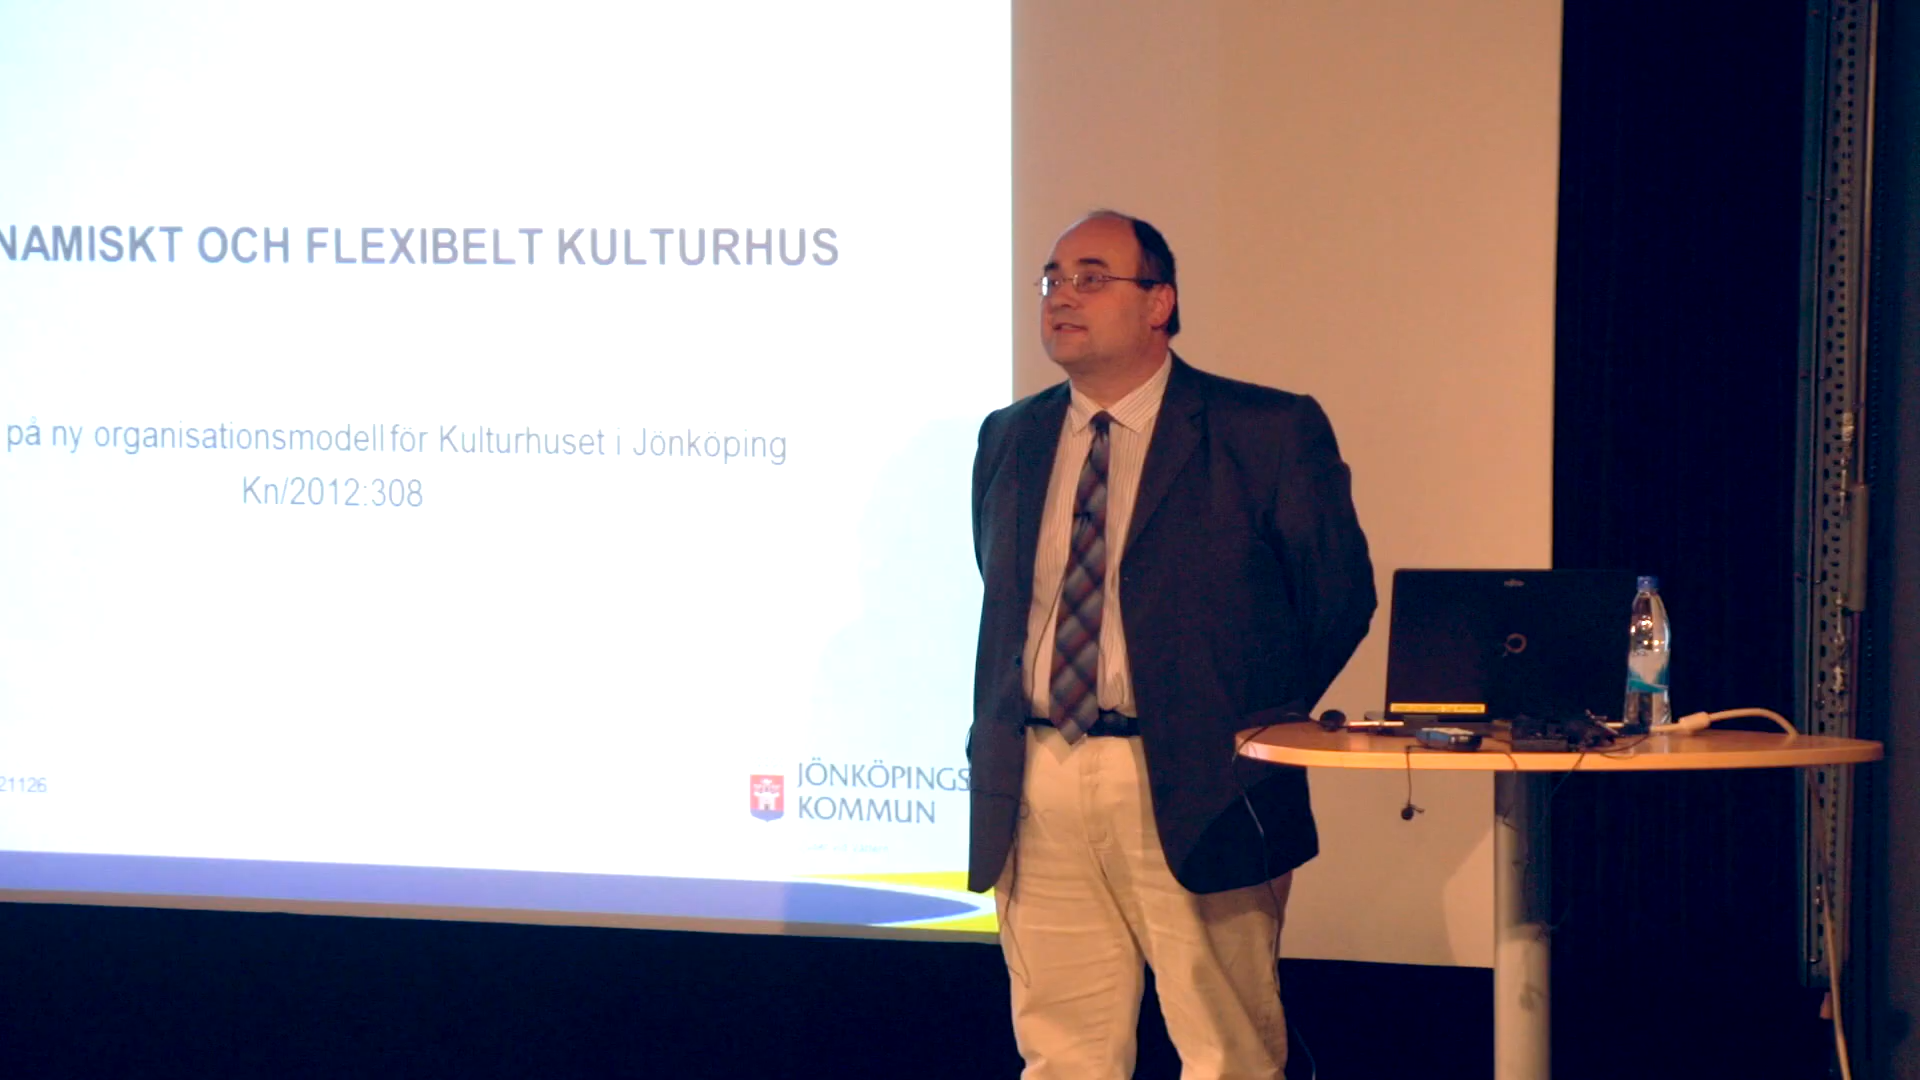 NAMISKT OCH FLEXIBELT KULTURHUS
på ny organisationsmodell för Kulturhuset i Jönköping
Kn/2012:308
21126
JÖNKÖPINGS
KOMMUN